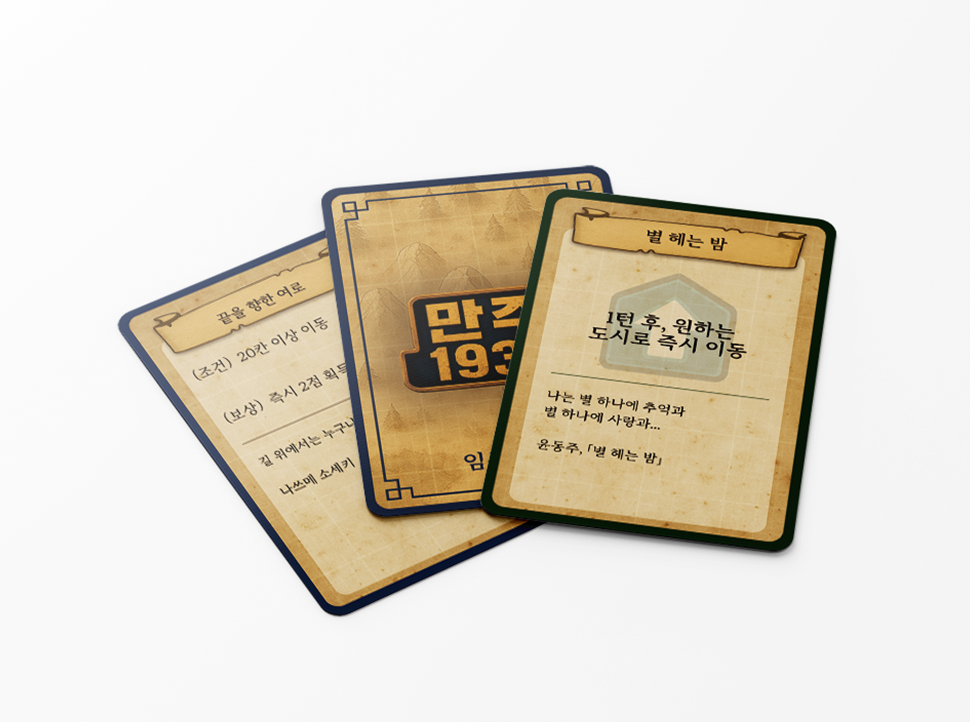 끝을 향한 여로
(조건) 20칸 이상 이동
(보상) 즉시 2점 획득
길 위에서는 누구나
나쓰메 소세키
만주
193
임
별 헤는 밤
1턴 후, 원하는
도시로 즉시 이동
나는 별 하나에 추억과
별 하나에 사랑과...
윤동주, 「별 헤는 밤」